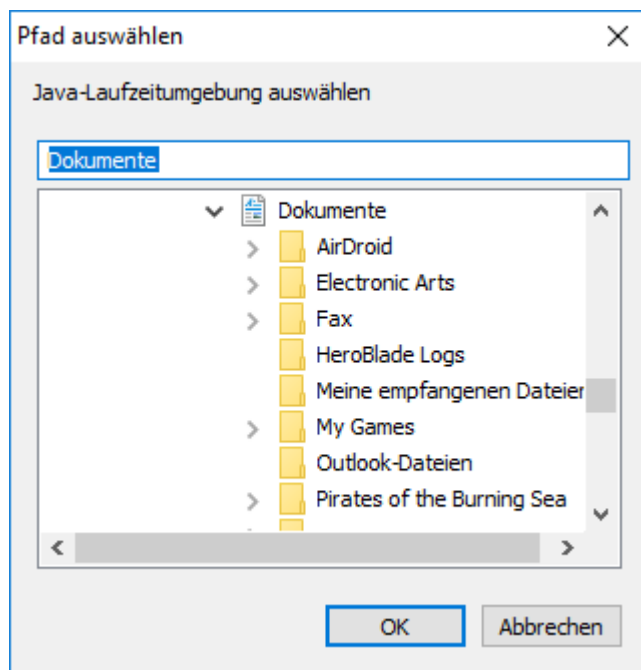 Pfad auswählen
Java-Laufzeitumgebung auswählen
Dokumente
Dokumente
AirDroid
Electronic Arts
Fax
HeroBlade Logs
Meine empfangenen Dateier
My Games
Outlook-Dateien
Pirates of the Burning Sea
OK Abbrechen